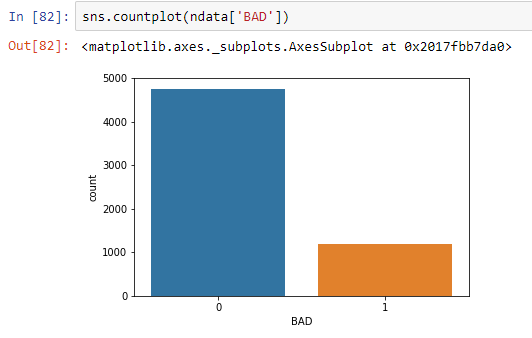 In [82]: sns.countplot(ndata['BAD'])
Out[82]: <matplotlib.axes._subplots.AxesSubplot at 0x2017fbb7da0>
5000
4000
3000
2000
1000
0
count
0 1
BAD